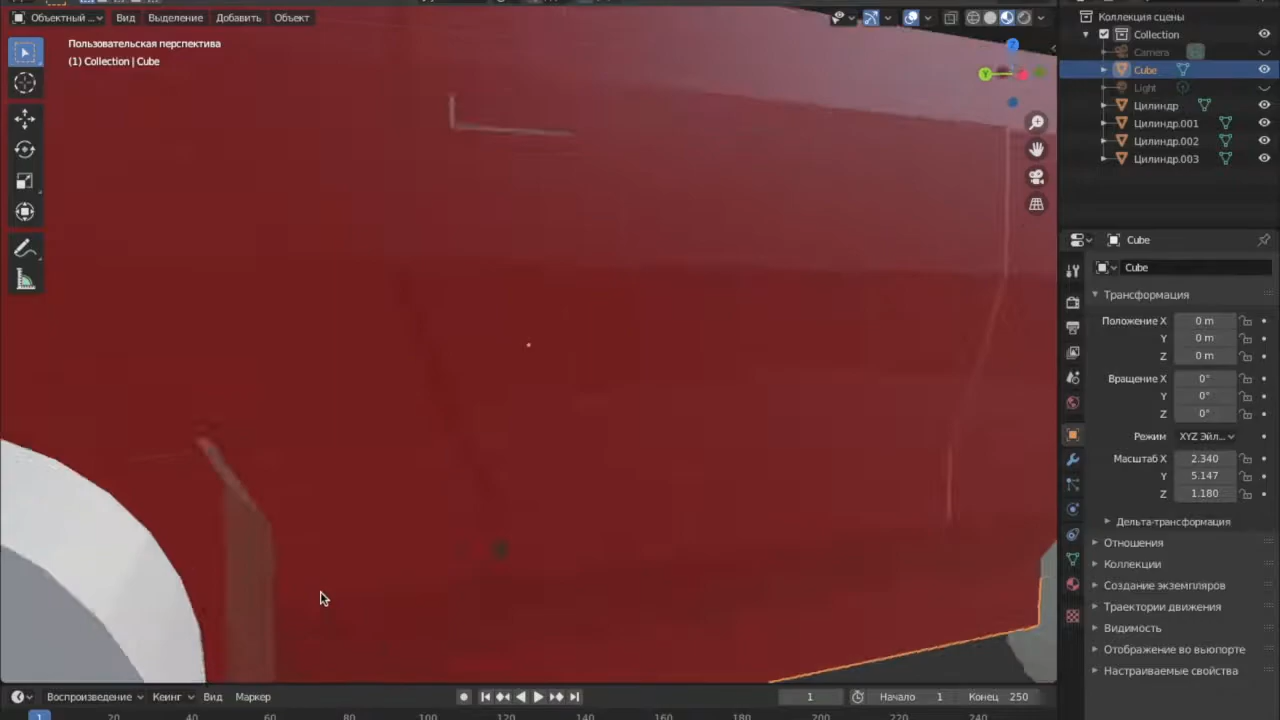 Объектный ...
Вид
Выделение
Добавить
Объект
Пользовательская перспектива
(1) Collection | Cube
Коллекция сцены
Collection
Camera
Cube
Light
Цилиндр
Цилиндр.001
Цилиндр.002
Цилиндр.003
Cube
Cube
Трансформация
Положение X 0 m
Y 0 m
Z 0 m
Вращение X 0°
Y 0°
Z 0°
Режим XYZ Эйл...
Масштаб X 2.340
Y 5.147
Z 1.180
Дельта-трансформация
Отношения
Коллекции
Создание экземпляров
Траектории движения
Видимость
Отображение во вьюпорте
Настраиваемые свойства
Воспроизведение
Кеинг
Вид
Маркер
1
Начало 1
Конец 250
1 20 40 60 80 100 120 140 160 180 200 220 240